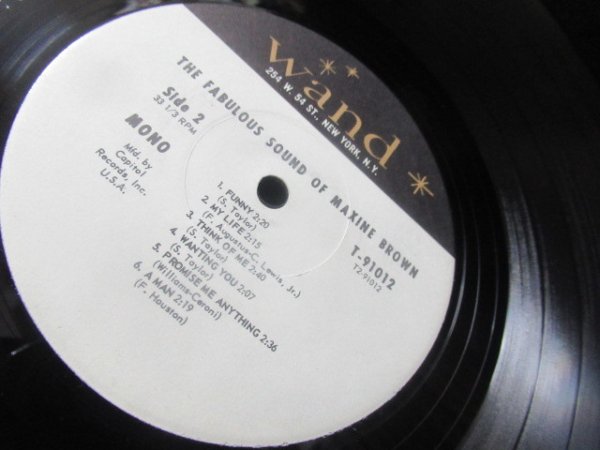 wand
254 W. 54 ST., NEW YORK, N.Y.
THE FABULOUS SOUND OF MAXINE BROWN
Side 2
33 1/3 RPM
MONO
Mfd. by
Capitol
Records, Inc.
U.S.A.
T-91012
T2-91012
1. FUNNY 2:20
(S. Taylor)
2. MY LIFE 2:15
(F. Augustus-C. Lewis, Jr.)
3. THINK OF ME 2:40
(S. Taylor)
4. WANTING YOU 2:07
(S. Taylor)
5. PROMISE ME ANYTHING 2:36
(Williams-Ceroni)
6. A MAN 2:19
(F. Houston)